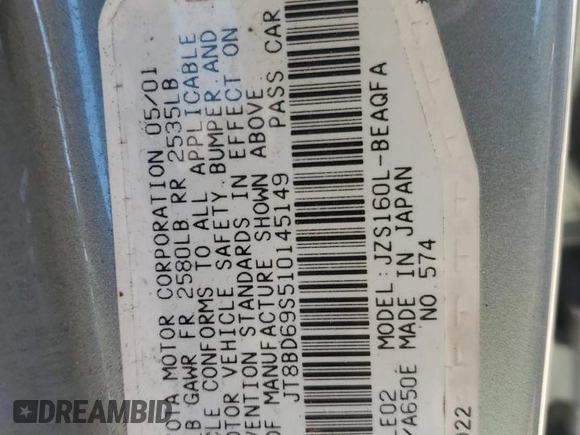 OTA MOTOR CORPORATION 05/01
B GAWR FR 2580LB RR 2535LB
CLE CONFORMS TO ALL APPLICABLE
OTOR VEHICLE SAFETY BUMPER AND
VENTION STANDARDS IN EFFECT ON
OF MANUFACTURE SHOWN ABOVE
JT8BD69S510145149 PASS CAR
LE02 MODEL:JZS160L-BEAQFA
/A650E MADE IN JAPAN
NO 574
22
DREAMBID